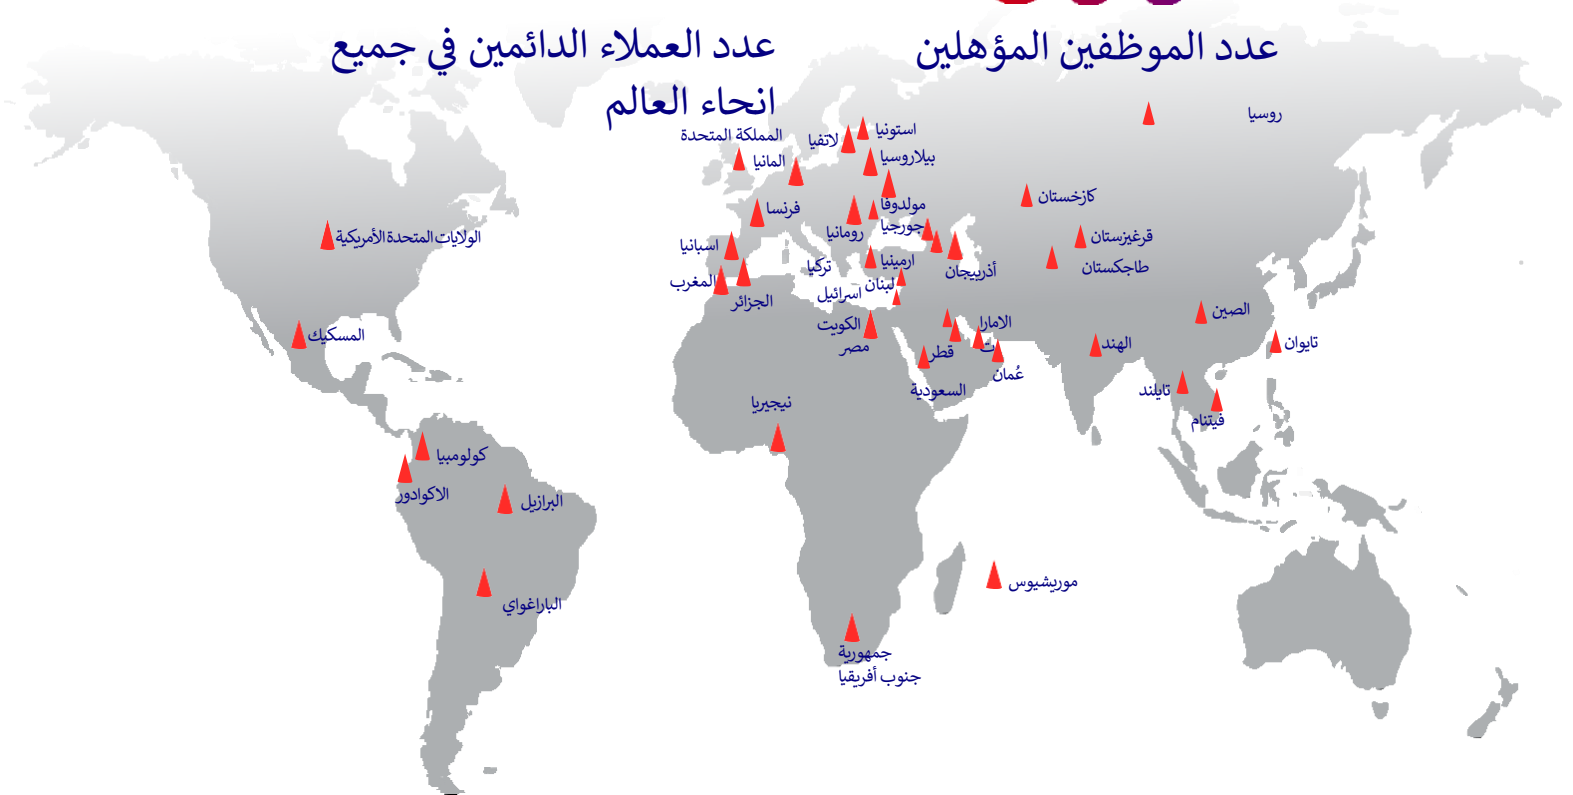 عدد الموظفين المؤهلين
عدد العملاء الدائمين في جميع
انحاء العالم
روسيا
استونيا
لاتفيا
المملكة المتحدة
بيلاروسيا
المانيا
كازخستان
مولدوفا
فرنسا
جورجيا
رومانيا
قرغيزستان
الولايات المتحدة الأمريكية
اسبانيا
ارمينيا
تركيا
طاجكستان
أذربيجان
المغرب
لبنان
اسرائيل
الجزائر
الصين
الامارا
ت
الكويت
المسكيك
تايوان
الهند
مصر
قطر
عُمان
السعودية
تايلند
نيجيريا
فيتنام
كولومبيا
الاكوادور
البرازيل
موريشيوس
الباراغواي
جمهورية
جنوب أفريقيا